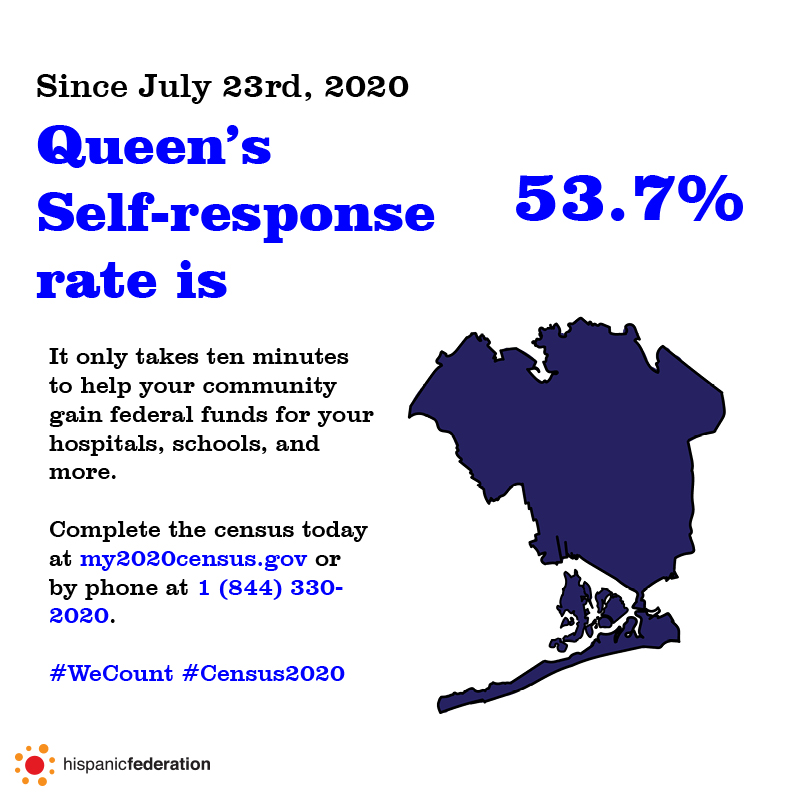 Since July 23rd, 2020
Queen's
Self-response
rate is
53.7%
It only takes ten minutes
to help your community
gain federal funds for your
hospitals, schools, and
more.
Complete the census today
at my2020census.gov or
by phone at 1 (844) 330-
2020.
#WeCount #Census2020
hispanicfederation